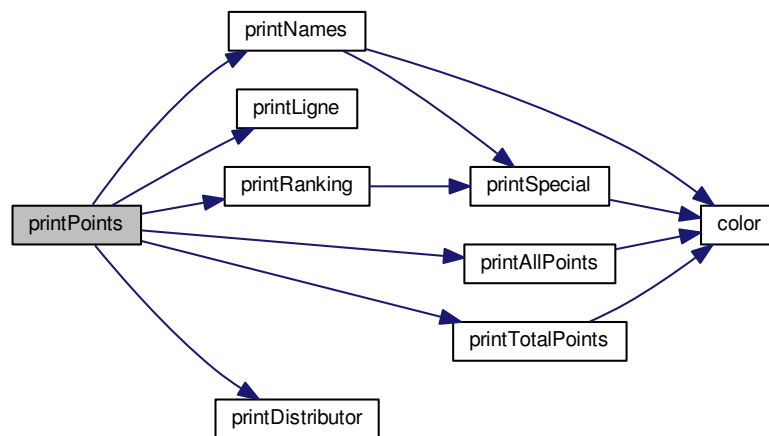 printNames
printLigne
printRanking
printSpecial
printPoints
color
printAllPoints
printTotalPoints
printDistributor